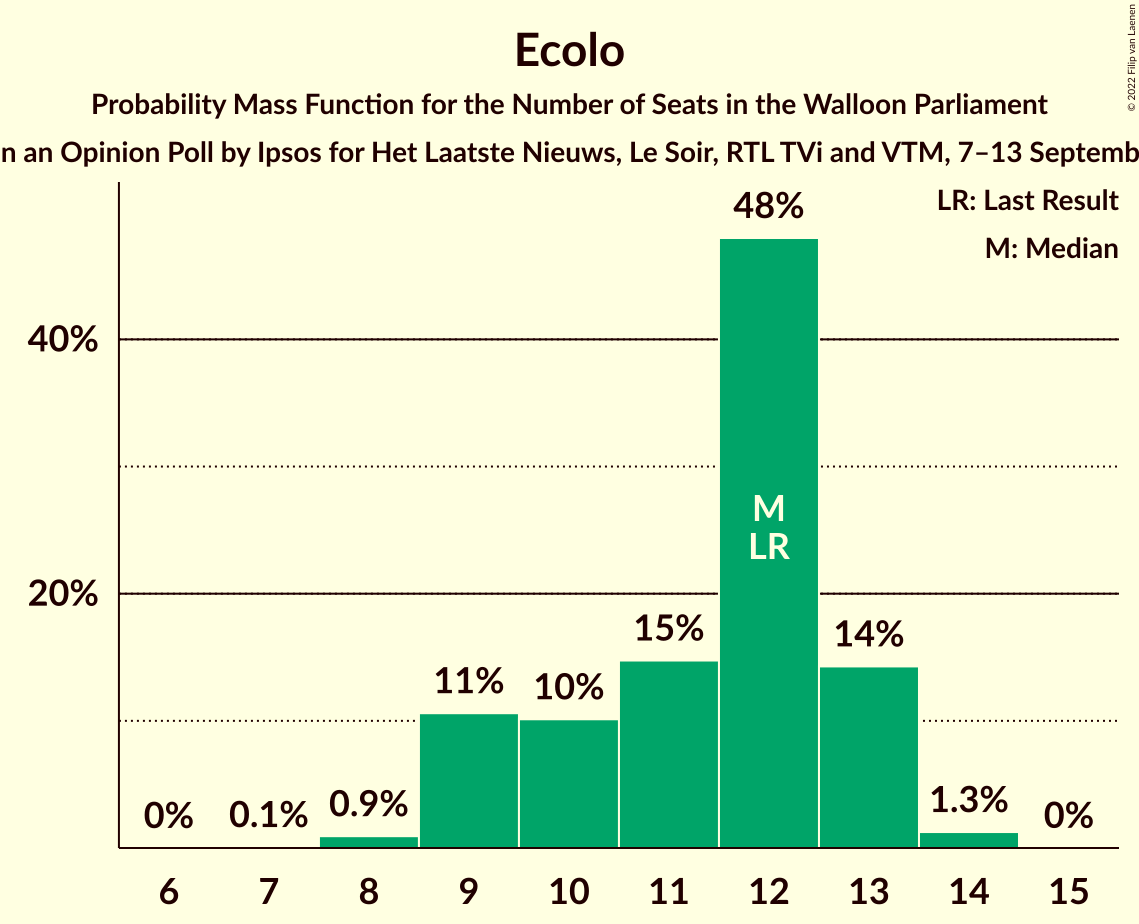 Ecolo
Probability Mass Function for the Number of Seats in the Walloon Parliament
n an Opinion Poll by Ipsos for Het Laatste Nieuws, Le Soir, RTL TVi and VTM, 7–13 Septemb
© 2022 Filip van Laenen
LR: Last Result
M: Median
48%
40%
M
LR
20%
15%
14%
11%
10%
0%
0.1%
0.9%
1.3%
0%
6 7 8 9 10 11 12 13 14 15